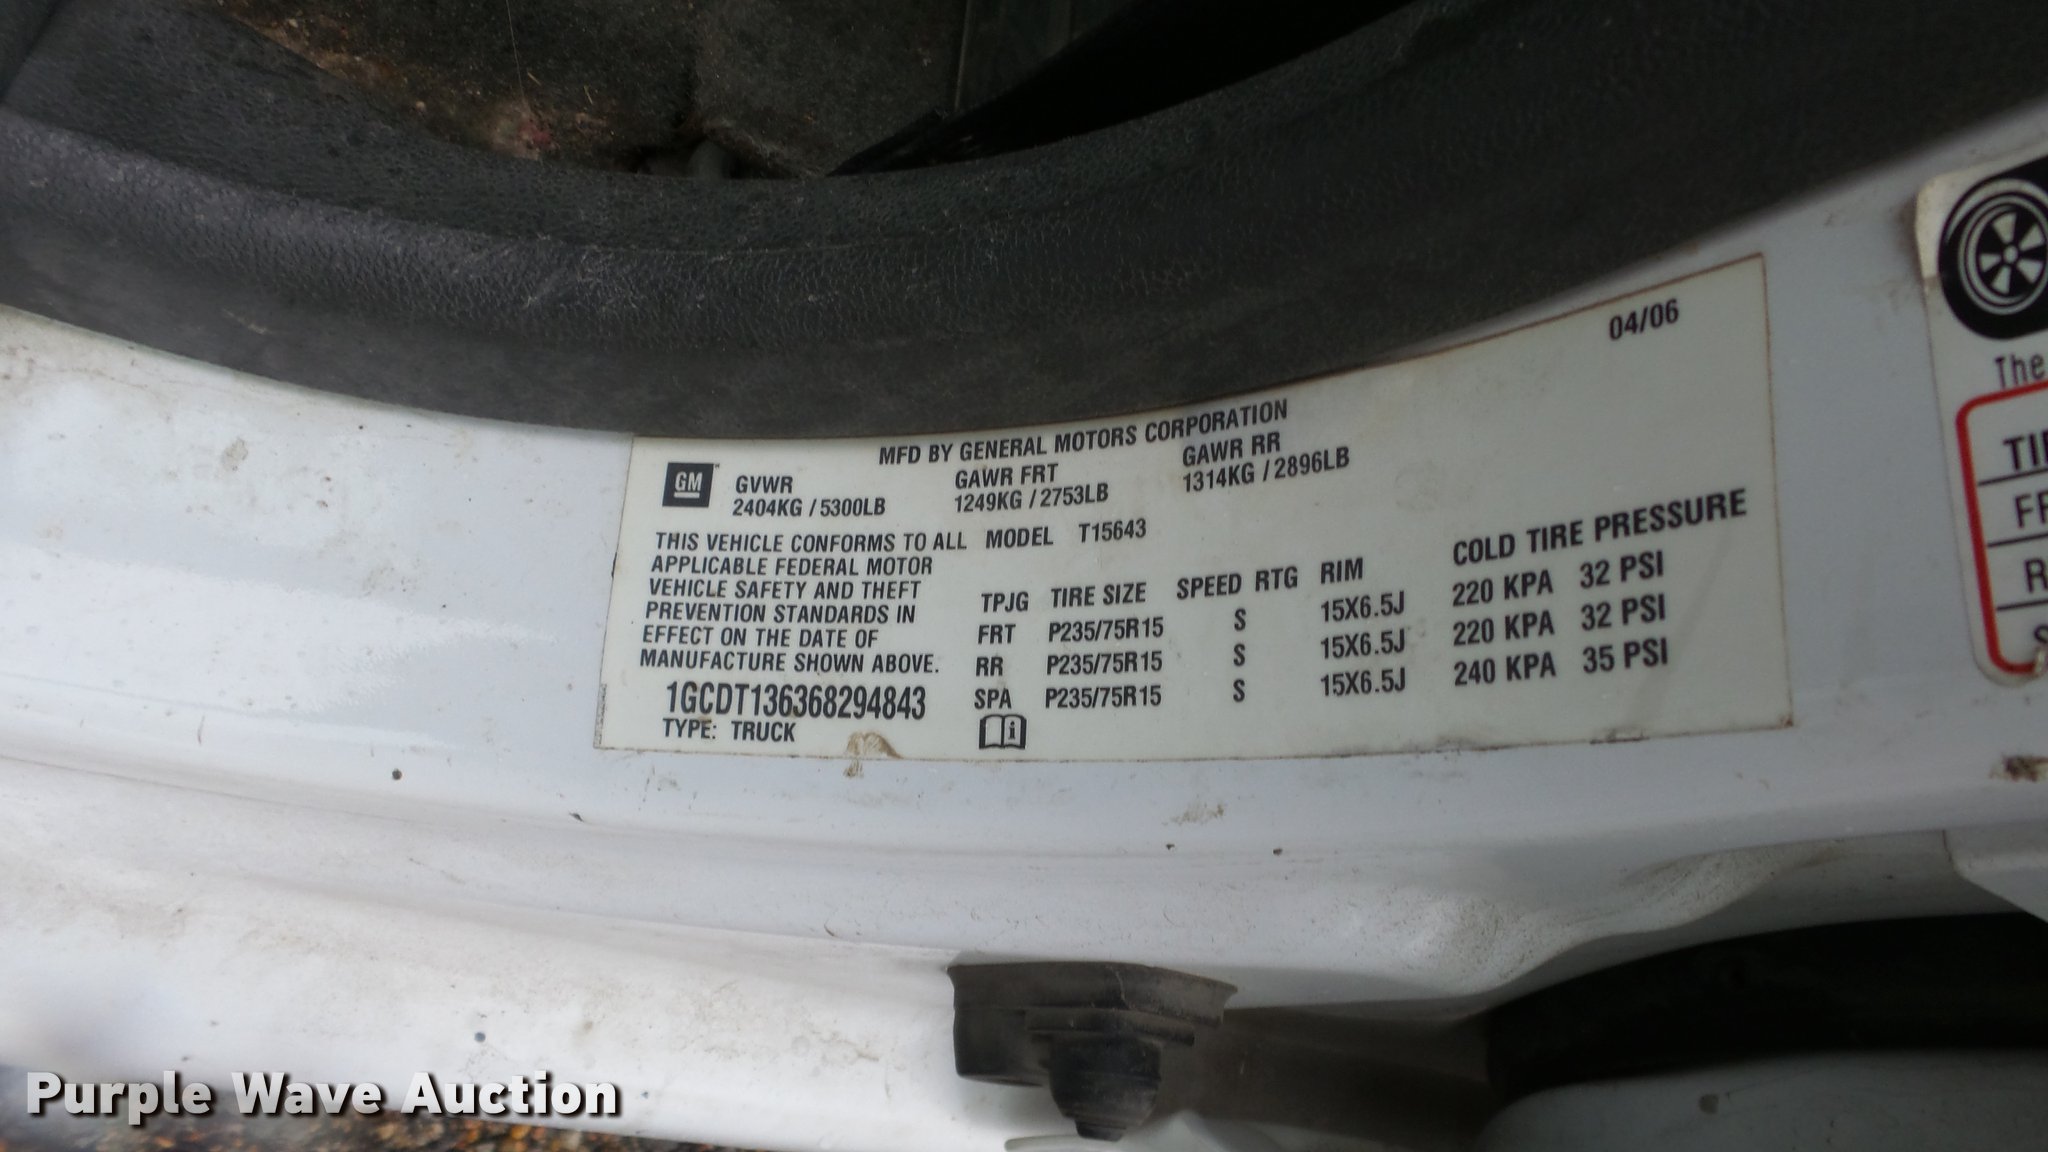 04/06
MFD BY GENERAL MOTORS CORPORATION
GM GVWR GAWR FRT GAWR RR
2404KG / 5300LB 1249KG / 2753LB 1314KG / 2896LB
THIS VEHICLE CONFORMS TO ALL MODEL T15643
APPLICABLE FEDERAL MOTOR
VEHICLE SAFETY AND THEFT
PREVENTION STANDARDS IN
EFFECT ON THE DATE OF
MANUFACTURE SHOWN ABOVE.
1GCDT136368294843
TYPE: TRUCK
TPJG TIRE SIZE SPEED RTG RIM COLD TIRE PRESSURE
FRT P235/75R15 S 15X6.5J 220 KPA 32 PSI
RR P235/75R15 S 15X6.5J 220 KPA 32 PSI
SPA P235/75R15 S 15X6.5J 240 KPA 35 PSI
i
The
Purple Wave Auction